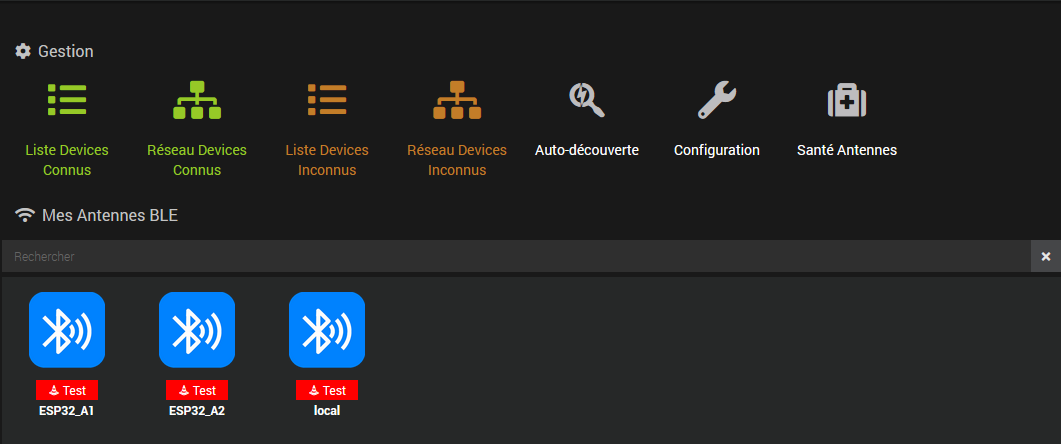 Gestion
Liste Devices
Connus
Réseau Devices
Connus
Liste Devices
Inconnus
Réseau Devices
Inconnus
Auto-découverte
Configuration
Santé Antennes
Mes Antennes BLE
Rechercher
Test
ESP32_A1
Test
ESP32_A2
Test
local